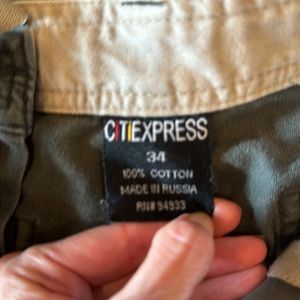 CITIEXPRESS
34
100% COTTON
MADE IN RUSSIA
RN# 94933